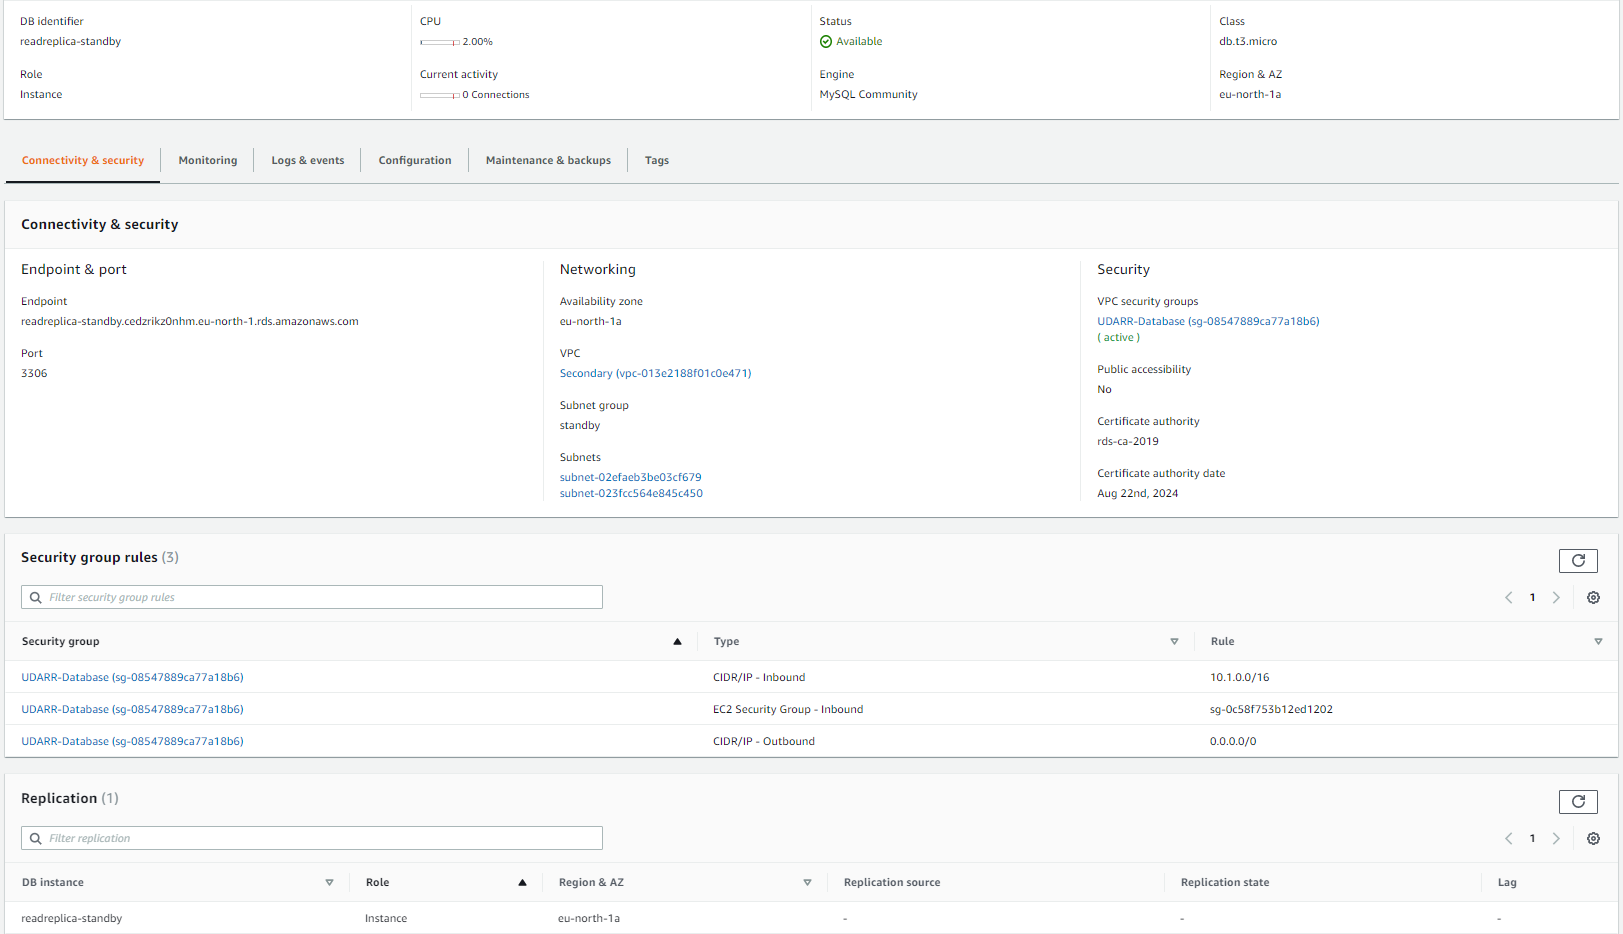 DB identifier
readreplica-standby
CPU
2.00%
Status
Available
Class
db.t3.micro
Role
Instance
Current activity
0 Connections
Engine
MySQL Community
Region & AZ
eu-north-1a
Connectivity & security
Monitoring
Logs & events
Configuration
Maintenance & backups
Tags
Connectivity & security
Endpoint & port
Endpoint
readreplica-standby.cedzrikz0nhm.eu-north-1.rds.amazonaws.com
Port
3306
Networking
Availability zone
eu-north-1a
VPC
Secondary (vpc-013e2188f01c0e471)
Subnet group
standby
Subnets
subnet-02efaeb3be03cf679
subnet-023fcc564e845c450
Security
VPC security groups
UDARR-Database (sg-08547889ca77a18b6)
( active )
Public accessibility
No
Certificate authority
rds-ca-2019
Certificate authority date
Aug 22nd, 2024
Security group rules (3)
Filter security group rules
1
Security group Type Rule
UDARR-Database (sg-08547889ca77a18b6) CIDR/IP - Inbound 10.1.0.0/16
UDARR-Database (sg-08547889ca77a18b6) EC2 Security Group - Inbound sg-0c58f753b12ed1202
UDARR-Database (sg-08547889ca77a18b6) CIDR/IP - Outbound 0.0.0.0/0
Replication (1)
Filter replication
1
DB instance Role Region & AZ Replication source Replication state Lag
readreplica-standby Instance eu-north-1a - - -